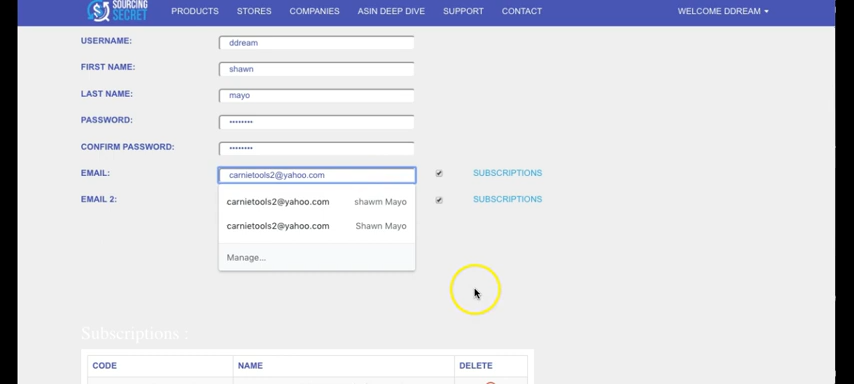 SOURCING
SECRET
PRODUCTS STORES COMPANIES ASIN DEEP DIVE SUPPORT CONTACT WELCOME DDREAM
USERNAME: ddream
FIRST NAME: shawn
LAST NAME: mayo
PASSWORD: ••••••••
CONFIRM PASSWORD: ••••••••
EMAIL: carnietools2@yahoo.com SUBSCRIPTIONS
EMAIL 2: SUBSCRIPTIONS
carnietools2@yahoo.com shawm Mayo
carnietools2@yahoo.com Shawn Mayo
Manage...
Subscriptions :
CODE NAME DELETE